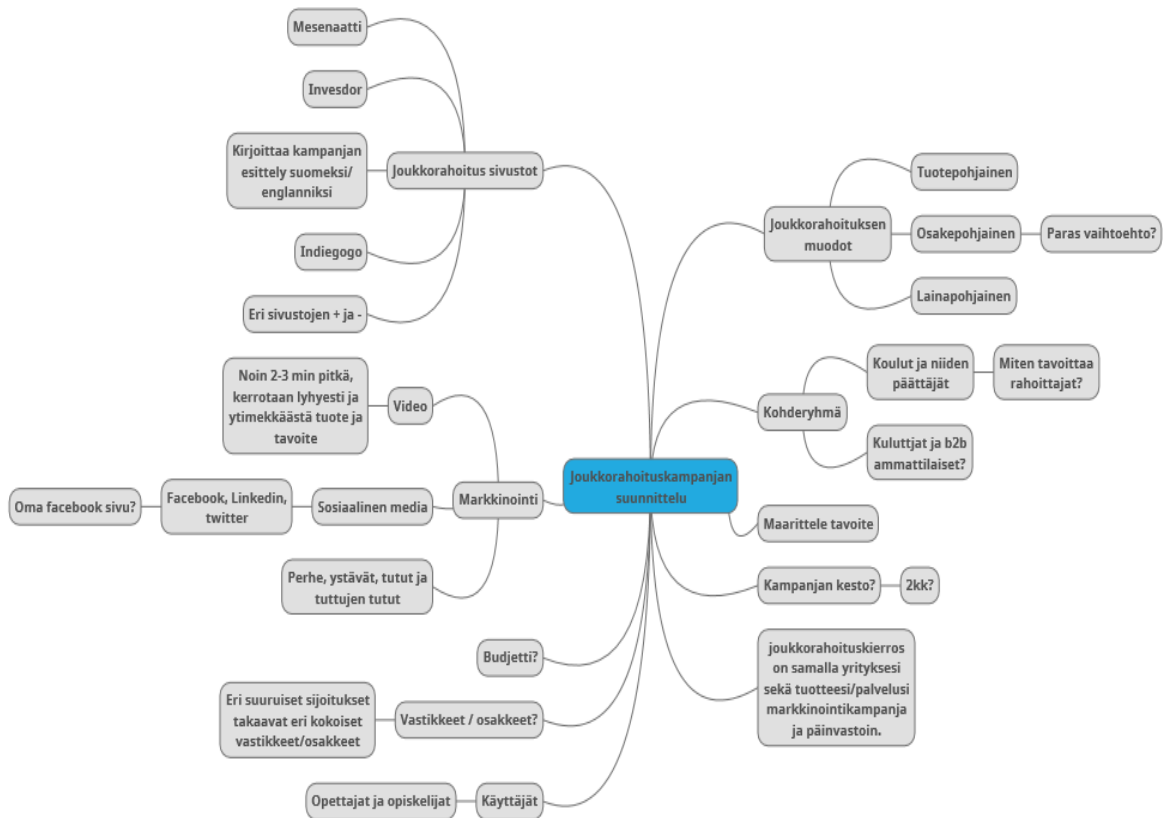 Mesenaatti
Invesdor
Kirjoittaa kampanjan
esittely suomeksi/
englanniksi
Joukkorahoitus sivustot
Indiegogo
Eri sivustojen + ja -
Noin 2-3 min pitkä,
kerrotaan lyhyesti ja
ytimekkäästä tuote ja
tavoite
Video
Oma facebook sivu?
Facebook, Linkedin,
twitter
Sosiaalinen media
Markkinointi
Perhe, ystävät, tutut ja
tuttujen tutut
Budjetti?
Eri suuruiset sijoitukset
takaavat eri kokoiset
vastikkeet/osakkeet
Vastikkeet / osakkeet?
Opettajat ja opiskelijat
Käyttäjät
Joukkorahoituskampanjan
suunnittelu
Joukkorahoituksen
muodot
Tuotepohjainen
Osakepohjainen
Paras vaihtoehto?
Lainapohjainen
Kohderyhmä
Koulut ja niiden
päättäjät
Miten tavoittaa
rahoittajat?
Kuluttjat ja b2b
ammattilaiset?
Maarittele tavoite
Kampanjan kesto?
2kk?
joukkorahoituskierros
on samalla yrityksesi
sekä tuotteesi/palvelusi
markkinointikampanja
ja päinvastoin.